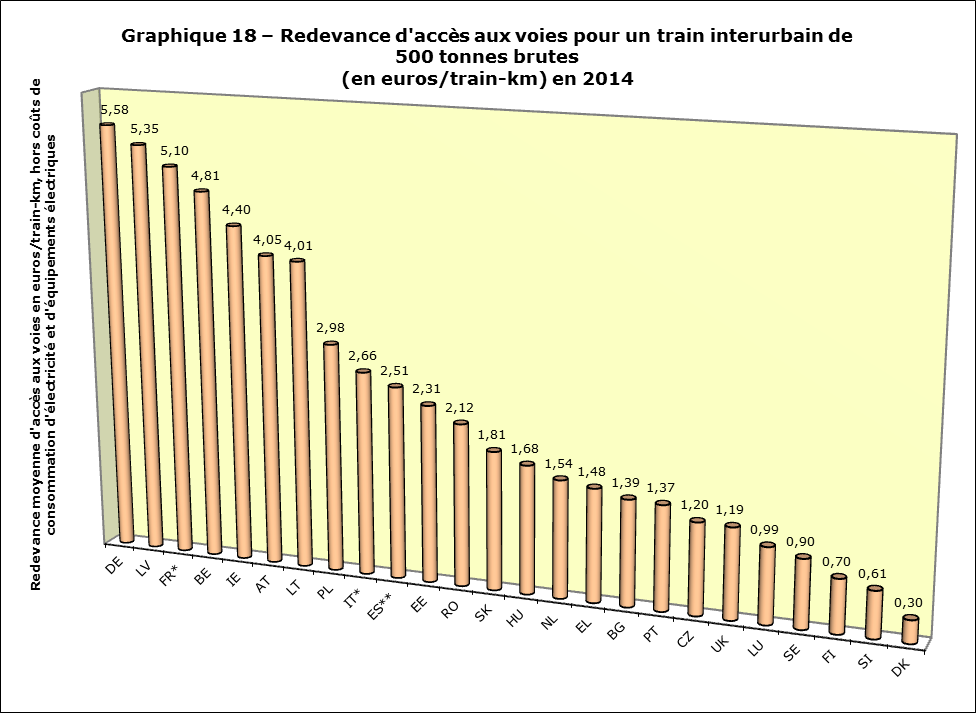 Graphique 18 – Redevance d'accès aux voies pour un train interurbain de
500 tonnes brutes
(en euros/train-km) en 2014
Redevance moyenne d'accès aux voies en euros/train-km, hors coûts de
consommation d'électricité et d'équipements électriques
5,58
5,35
5,10
4,81
4,40
4,05
4,01
2,98
2,66
2,51
2,31
2,12
1,81
1,68
1,54
1,48
1,39
1,37
1,20
1,19
0,99
0,90
0,70
0,61
0,30
DE
LV
FR*
BE
IE
AT
LT
PL
IT*
ES**
EE
RO
SK
HU
NL
EL
BG
PT
CZ
UK
LU
SE
FI
SI
DK